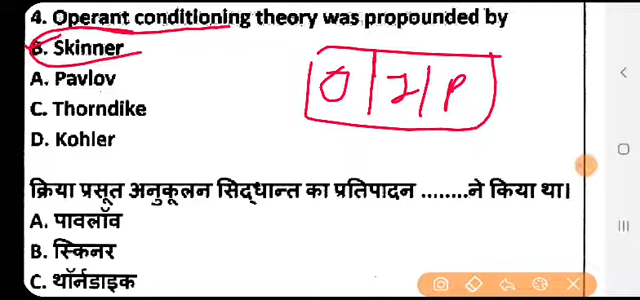 4. Operant conditioning theory was propounded by
B. Skinner
A. Pavlov
C. Thorndike
D. Kohler
क्रिया प्रसूत अनुकूलन सिद्धान्त का प्रतिपादन ........ने किया था।
A. पावलॉव
B. स्किनर
C. थॉर्नडाइक